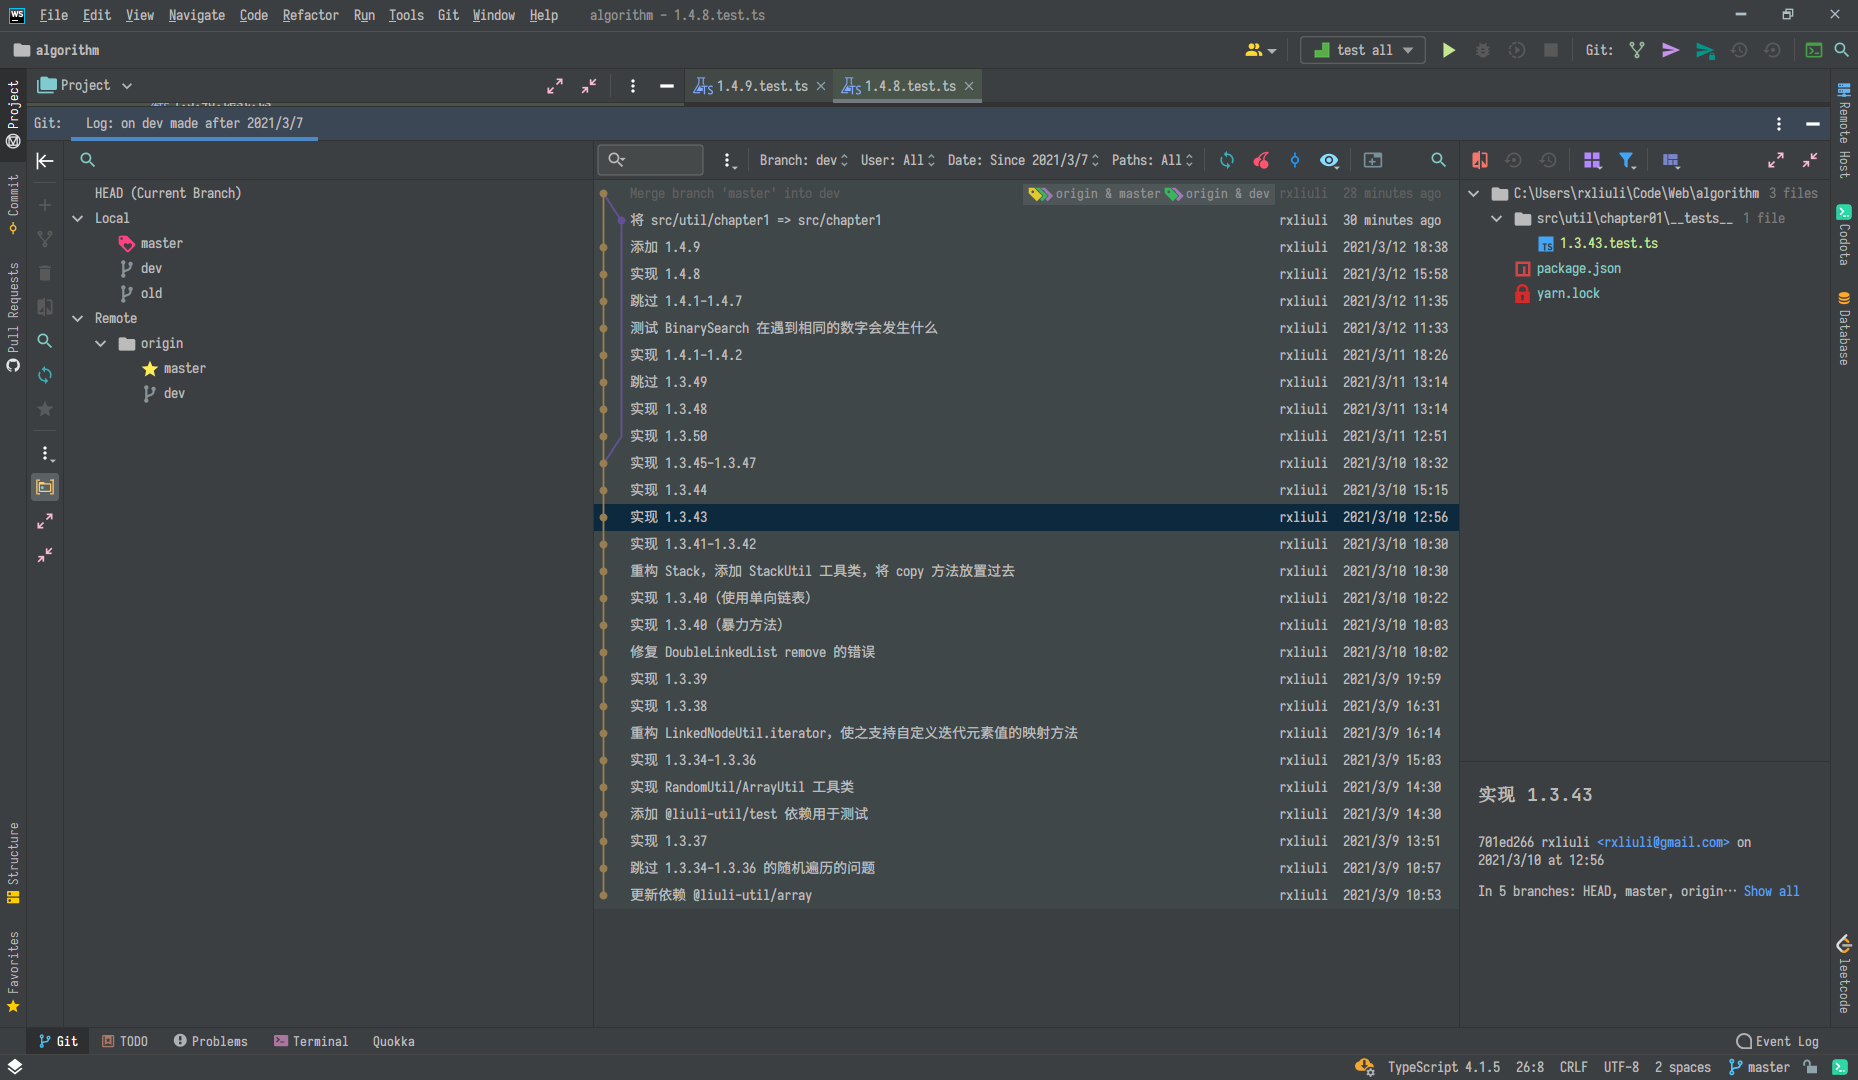 WS File Edit View Navigate Code Refactor Run Tools Git Window Help algorithm - 1.4.8.test.ts
algorithm test all Git:
Project 1.4.9.test.ts 1.4.8.test.ts
Git: Log: on dev made after 2021/3/7
Branch: dev User: All Date: Since 2021/3/7 Paths: All
HEAD (Current Branch)
Local
master
dev
old
Remote
origin
master
dev
Merge branch 'master' into dev origin & master origin & dev rxliuli 28 minutes ago
将 src/util/chapter1 => src/chapter1 rxliuli 30 minutes ago
添加 1.4.9 rxliuli 2021/3/12 18:38
实现 1.4.8 rxliuli 2021/3/12 15:58
跳过 1.4.1-1.4.7 rxliuli 2021/3/12 11:35
测试 BinarySearch 在遇到相同的数字会发生什么 rxliuli 2021/3/12 11:33
实现 1.4.1-1.4.2 rxliuli 2021/3/11 18:26
跳过 1.3.49 rxliuli 2021/3/11 13:14
实现 1.3.48 rxliuli 2021/3/11 13:14
实现 1.3.50 rxliuli 2021/3/11 12:51
实现 1.3.45-1.3.47 rxliuli 2021/3/10 18:32
实现 1.3.44 rxliuli 2021/3/10 15:15
实现 1.3.43 rxliuli 2021/3/10 12:56
实现 1.3.41-1.3.42 rxliuli 2021/3/10 10:30
重构 Stack，添加 StackUtil 工具类，将 copy 方法放置过去 rxliuli 2021/3/10 10:30
实现 1.3.40（使用单向链表） rxliuli 2021/3/10 10:22
实现 1.3.40（暴力方法） rxliuli 2021/3/10 10:03
修复 DoubleLinkedList remove 的错误 rxliuli 2021/3/10 10:02
实现 1.3.39 rxliuli 2021/3/9 19:59
实现 1.3.38 rxliuli 2021/3/9 16:31
重构 LinkedNodeUtil.iterator，使之支持自定义迭代元素值的映射方法 rxliuli 2021/3/9 16:14
实现 1.3.34-1.3.36 rxliuli 2021/3/9 15:03
实现 RandomUtil/ArrayUtil 工具类 rxliuli 2021/3/9 14:30
添加 @liuli-util/test 依赖用于测试 rxliuli 2021/3/9 14:30
实现 1.3.37 rxliuli 2021/3/9 13:51
跳过 1.3.34-1.3.36 的随机遍历的问题 rxliuli 2021/3/9 10:57
更新依赖 @liuli-util/array rxliuli 2021/3/9 10:53
C:\Users\rxliuli\Code\Web\algorithm 3 files
src\util\chapter01\__tests__ 1 file
TS 1.3.43.test.ts
package.json
yarn.lock
实现 1.3.43
701ed266 rxliuli <rxliuli@gmail.com> on
2021/3/10 at 12:56
In 5 branches: HEAD, master, origin… Show all
Project
Commit
Pull Requests
Structure
Favorites
Remote Host
Codota
Database
leetcode
Git TODO Problems Terminal Quokka Event Log
TypeScript 4.1.5 26:8 CRLF UTF-8 2 spaces master